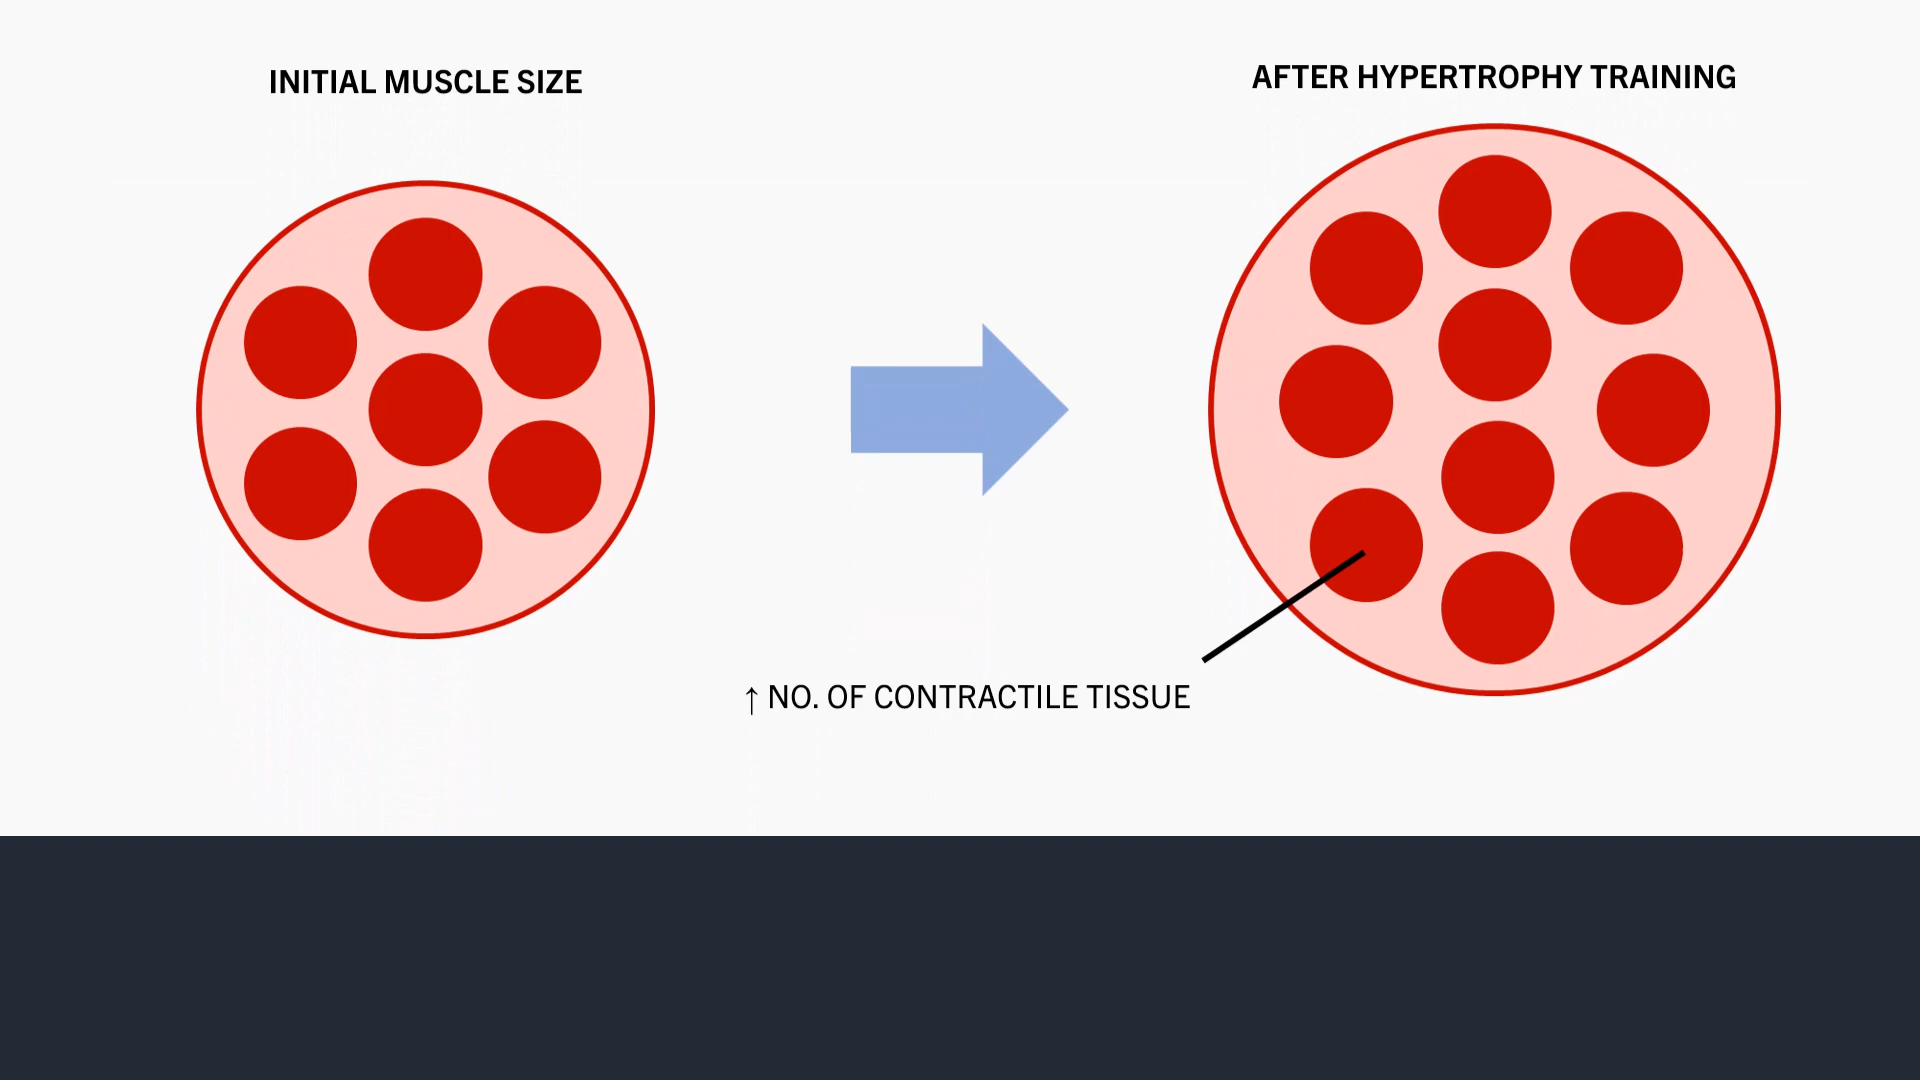 INITIAL MUSCLE SIZE
AFTER HYPERTROPHY TRAINING
↑ NO. OF CONTRACTILE TISSUE